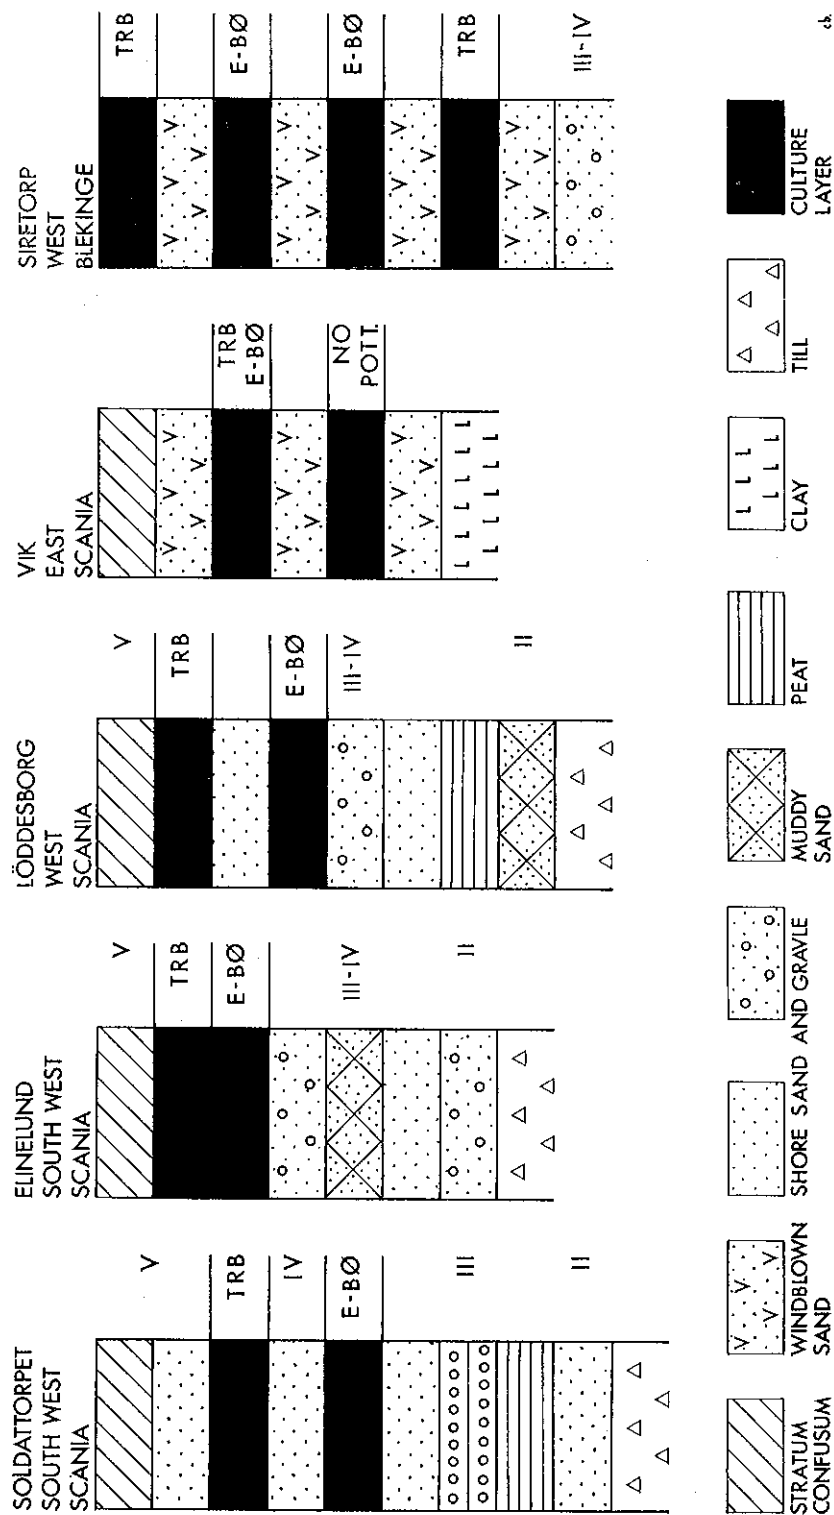 SOLDATTORPET
SOUTH WEST
SCANIA
V
TRB
IV
E-BØ
III
II
ELINELUND
SOUTH WEST
SCANIA
V
TRB
E-BØ
III-IV
II
LÖDDESBORG
WEST
SCANIA
V
TRB
E-BØ
III-IV
II
VIK
EAST
SCANIA
TRB
E-BØ
NO
POTT.
SIRETORP
WEST
BLEKINGE
TRB
E-BØ
E-BØ
TRB
III-IV
STRATUM
CONFUSUM
WINDBLOWN
SAND
SHORE SAND AND GRAVLE
MUDDY
SAND
PEAT
CLAY
TILL
CULTURE
LAYER